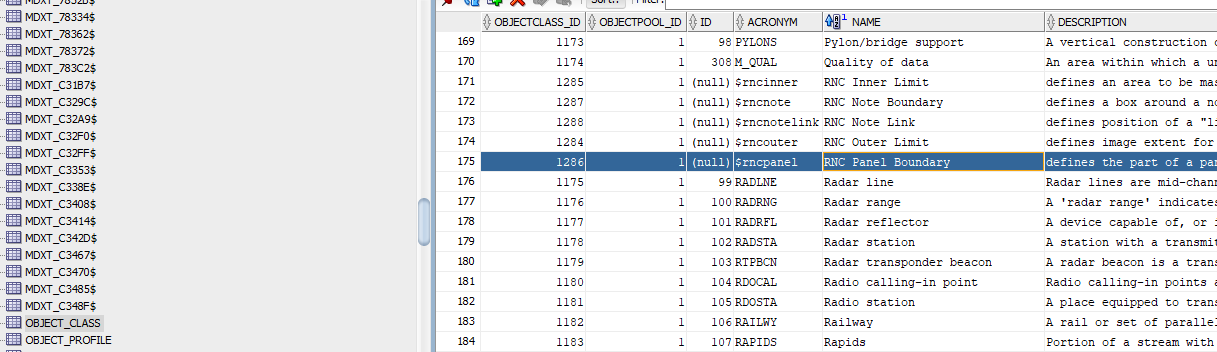 MDXT_7832B$
MDXT_78334$
MDXT_78362$
MDXT_78372$
MDXT_783C2$
MDXT_C31B7$
MDXT_C329C$
MDXT_C32A9$
MDXT_C32F0$
MDXT_C32FF$
MDXT_C3353$
MDXT_C338E$
MDXT_C3408$
MDXT_C3414$
MDXT_C342D$
MDXT_C3467$
MDXT_C3470$
MDXT_C3485$
MDXT_C348F$
OBJECT_CLASS
OBJECT_PROFILE
Sort.. Filter:
OBJECTCLASS_ID OBJECTPOOL_ID ID ACRONYM 1 NAME DESCRIPTION
169 1173 1 98 PYLONS Pylon/bridge support A vertical construction
170 1174 1 308 M_QUAL Quality of data An area within which a
171 1285 1 (null) $rncinner RNC Inner Limit defines an area to be
172 1287 1 (null) $rncnote RNC Note Boundary defines a box around a
173 1288 1 (null) $rncnotelink RNC Note Link defines position of a
174 1284 1 (null) $rncouter RNC Outer Limit defines image extent for
175 1286 1 (null) $rncpanel RNC Panel Boundary defines the part of a
176 1175 1 99 RADLNE Radar line Radar lines are
177 1176 1 100 RADRNG Radar range A 'radar range' indicates
178 1177 1 101 RADRFL Radar reflector A device capable of, or
179 1178 1 102 RADSTA Radar station A station with a
180 1179 1 103 RTPBCN Radar transponder beacon A radar beacon is a
181 1180 1 104 RDOCAL Radio calling-in point Radio calling-in points
182 1181 1 105 RDOSTA Radio station A place equipped to
183 1182 1 106 RAILWY Railway A rail or set of
184 1183 1 107 RAPIDS Rapids Portion of a stream with